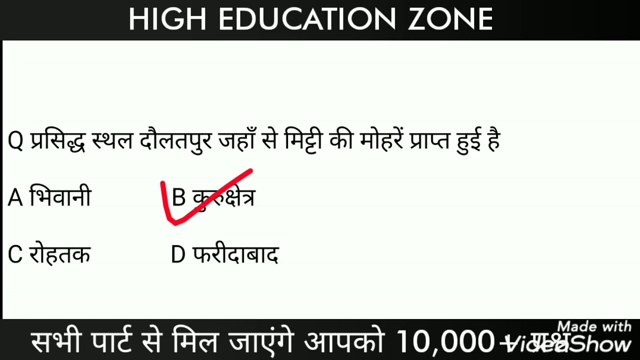 HIGH EDUCATION ZONE
Q प्रसिद्ध स्थल दौलतपुर जहाँ से मिट्टी की मोहरें प्राप्त हुई है
A भिवानी B कुरुक्षेत्र
C रोहतक D फरीदाबाद
सभी पार्ट से मिल जाएंगे आपको 10,000+
Made with
VideoShow